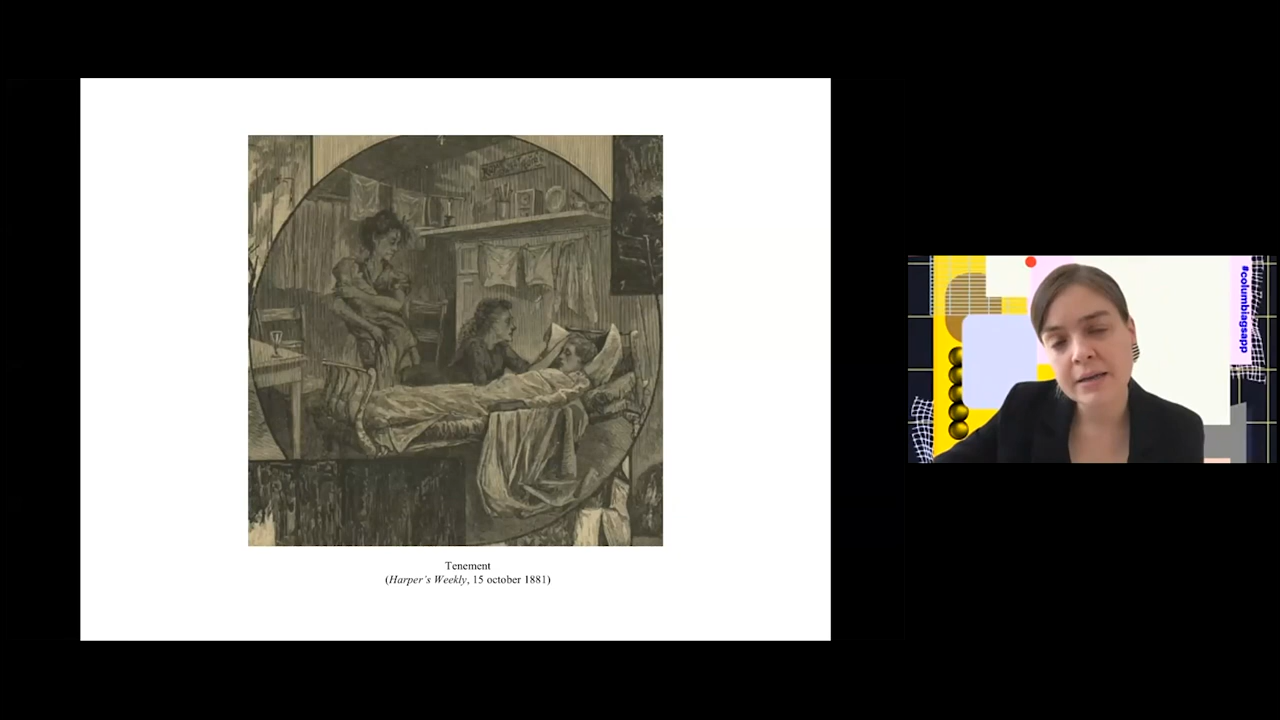 Tenement
(Harper's Weekly, 15 october 1881)
#columbiagsapp